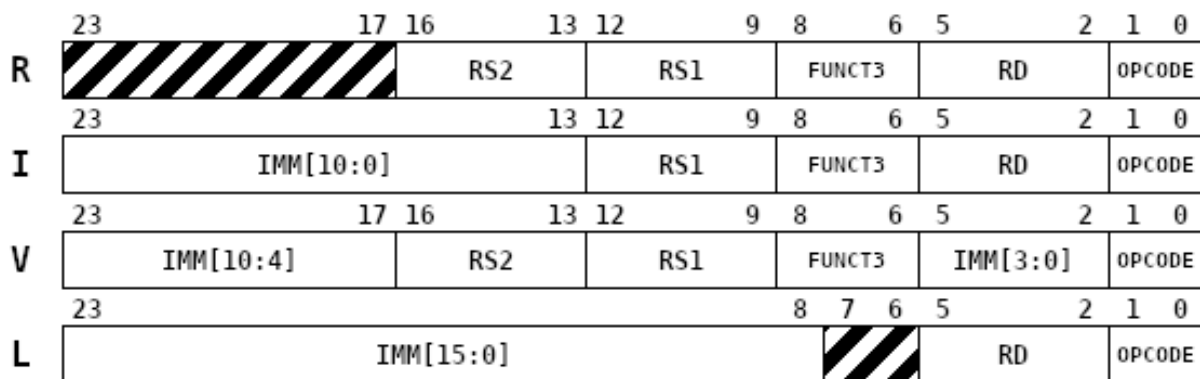 23 17 16 13 12 9 8 6 5 2 1 0
R RS2 RS1 FUNCT3 RD OPCODE
23 13 12 9 8 6 5 2 1 0
I IMM[10:0] RS1 FUNCT3 RD OPCODE
23 17 16 13 12 9 8 6 5 2 1 0
V IMM[10:4] RS2 RS1 FUNCT3 IMM[3:0] OPCODE
23 8 7 6 5 2 1 0
L IMM[15:0] RD OPCODE